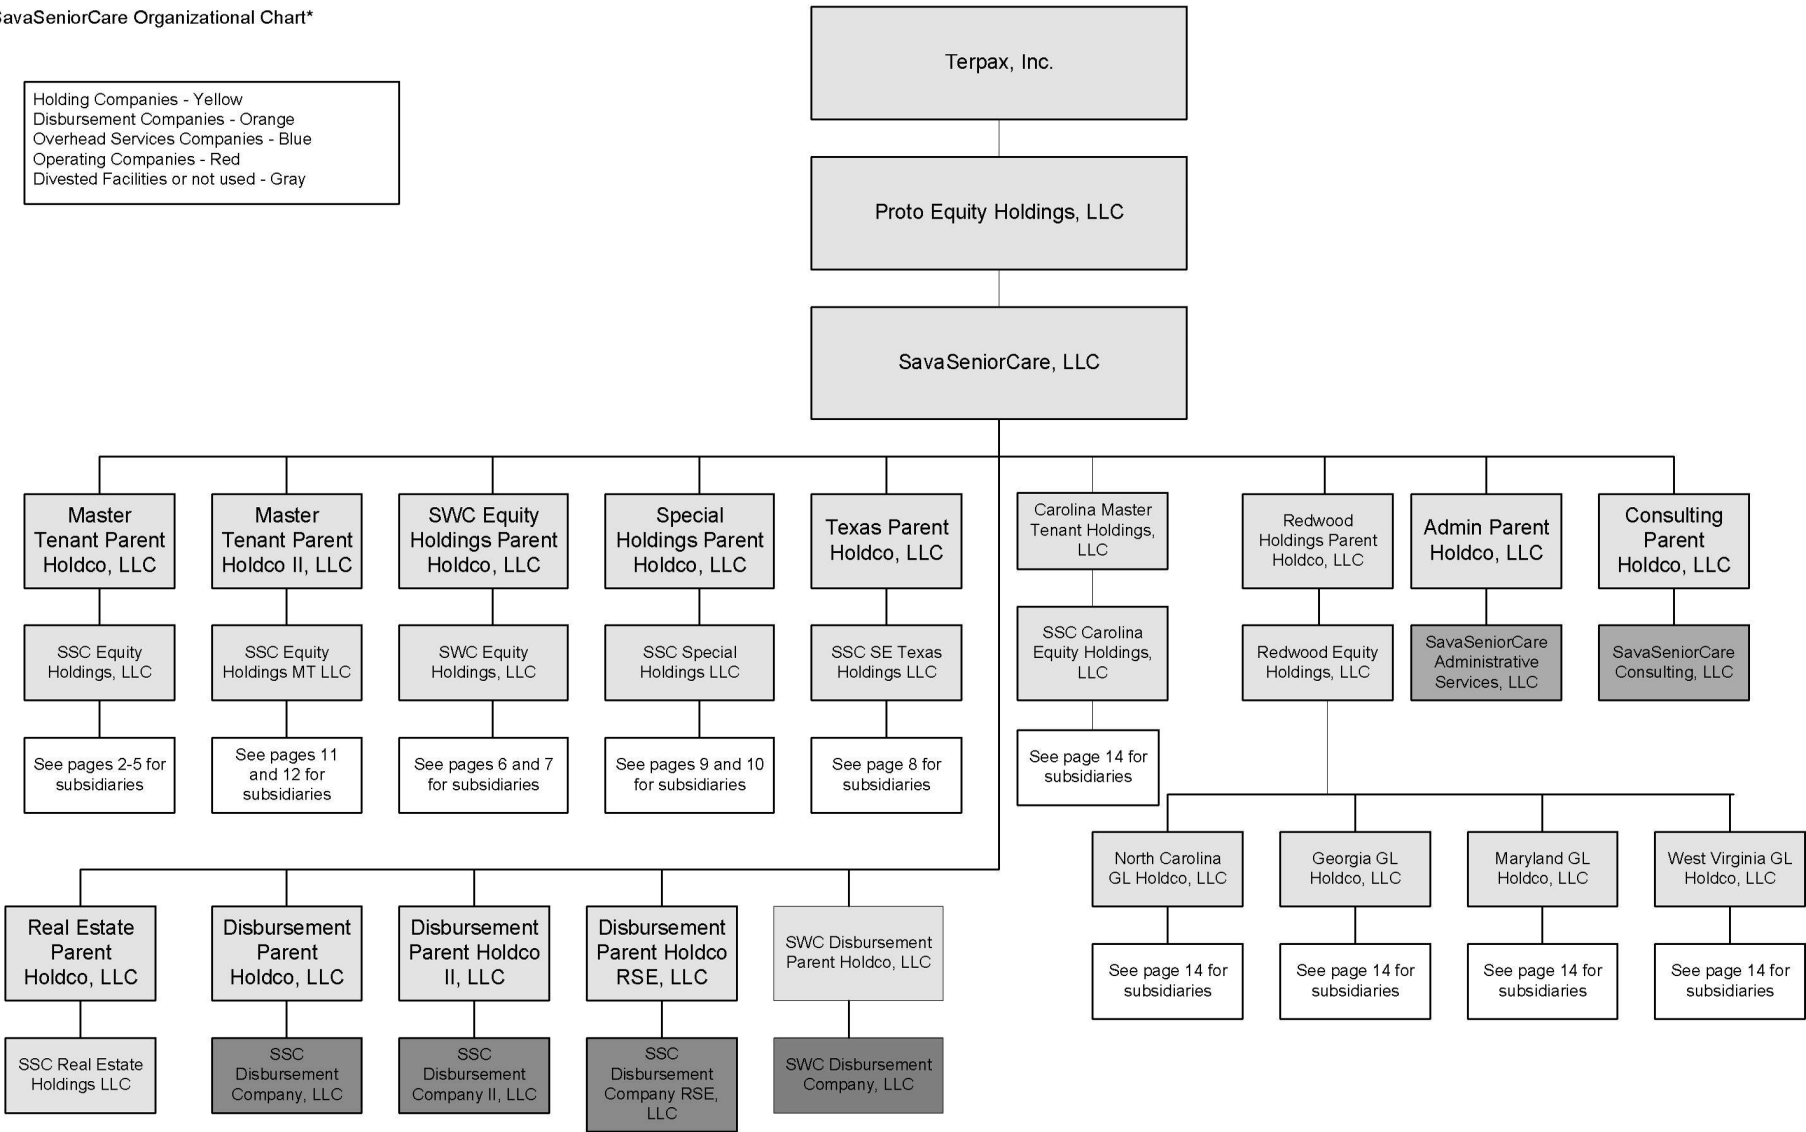 SavaSeniorCare Organizational Chart*
Terpax, Inc.
Holding Companies - Yellow
Disbursement Companies - Orange
Overhead Services Companies - Blue
Operating Companies - Red
Divested Facilities or not used - Gray
Proto Equity Holdings, LLC
SavaSeniorCare, LLC
Master
Tenant Parent
Holdco, LLC
Master
Tenant Parent
Holdco II, LLC
SWC Equity
Holdings Parent
Holdco, LLC
Special
Holdings Parent
Holdco, LLC
Texas Parent
Holdco, LLC
Carolina Master
Tenant Holdings,
LLC
Redwood
Holdings Parent
Holdco, LLC
Admin Parent
Holdco, LLC
Consulting
Parent
Holdco, LLC
SSC Equity
Holdings, LLC
SSC Equity
Holdings MT LLC
SWC Equity
Holdings, LLC
SSC Special
Holdings LLC
SSC SE Texas
Holdings LLC
SSC Carolina
Equity Holdings,
LLC
Redwood Equity
Holdings, LLC
SavaSeniorCare
Administrative
Services, LLC
SavaSeniorCare
Consulting, LLC
See pages 2-5 for
subsidiaries
See pages 11
and 12 for
subsidiaries
See pages 6 and 7
for subsidiaries
See pages 9 and 10
for subsidiaries
See page 8 for
subsidiaries
See page 14 for
subsidiaries
North Carolina
GL Holdco, LLC
Georgia GL
Holdco, LLC
Maryland GL
Holdco, LLC
West Virginia GL
Holdco, LLC
See page 14 for
subsidiaries
See page 14 for
subsidiaries
See page 14 for
subsidiaries
See page 14 for
subsidiaries
Real Estate
Parent
Holdco, LLC
Disbursement
Parent
Holdco, LLC
Disbursement
Parent Holdco
II, LLC
Disbursement
Parent Holdco
RSE, LLC
SWC Disbursement
Parent Holdco, LLC
SSC Real Estate
Holdings LLC
SSC
Disbursement
Company, LLC
SSC
Disbursement
Company II, LLC
SSC
Disbursement
Company RSE,
LLC
SWC Disbursement
Company, LLC